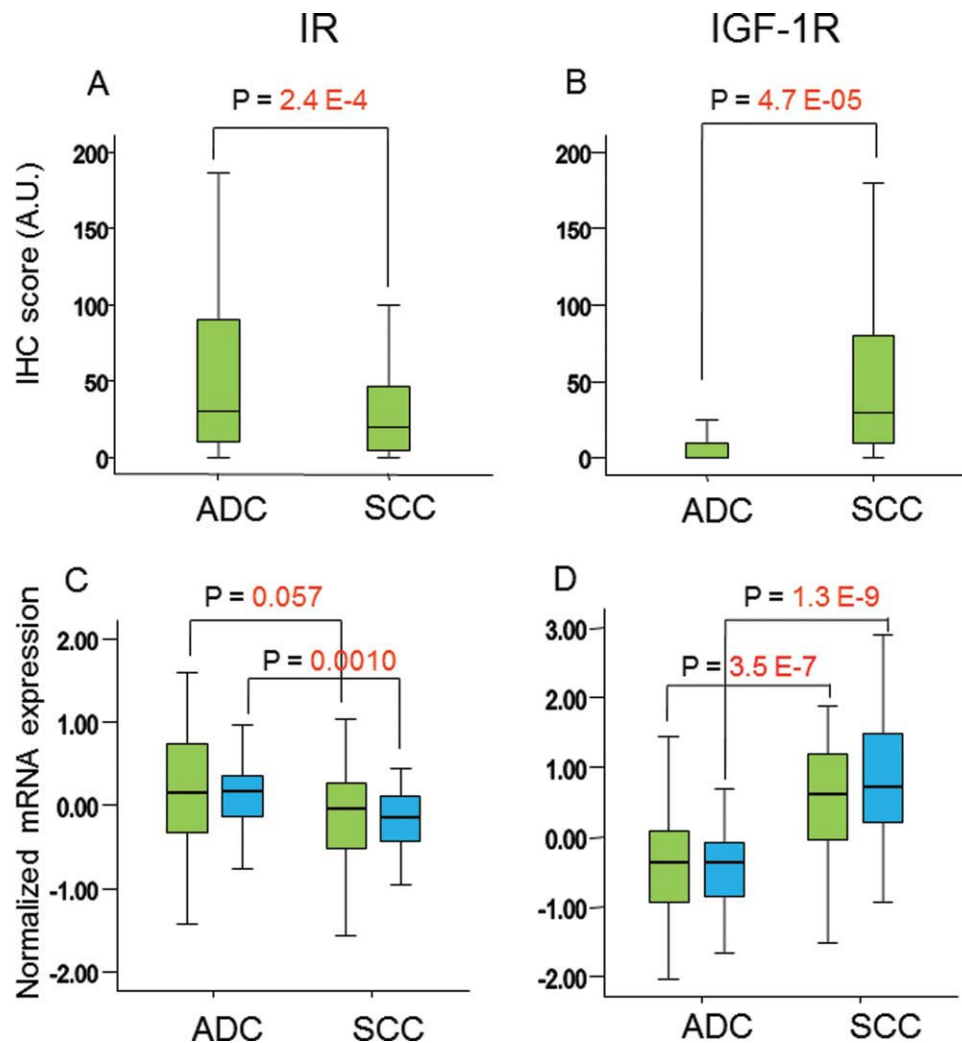 IR
IGF-1R
A
P = 2.4 E-4
IHC score (A.U.)
200
150
100
50
0
ADC
SCC
B
P = 4.7 E-05
200
150
100
50
0
ADC
SCC
C
P = 0.057
P = 0.0010
Normalized mRNA expression
2.00
1.00
0.00
-1.00
-2.00
ADC
SCC
D
P = 1.3 E-9
P = 3.5 E-7
3.00
2.00
1.00
0.00
-1.00
-2.00
ADC
SCC